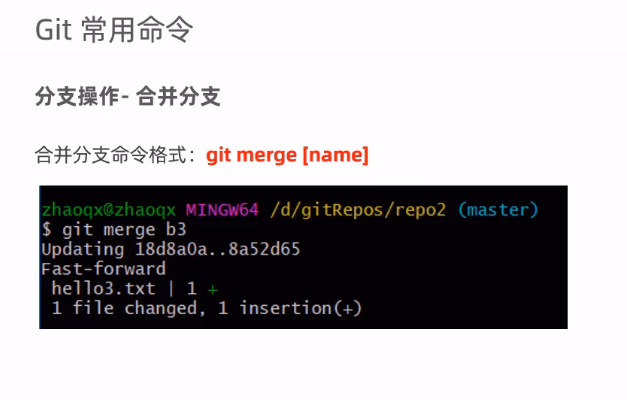 Git 常用命令
分支操作- 合并分支
合并分支命令格式：git merge [name]
zhaoqx@zhaoqx MINGW64 /d/gitRepos/repo2 (master)
$ git merge b3
Updating 18d8a0a..8a52d65
Fast-forward
 hello3.txt | 1 +
 1 file changed, 1 insertion(+)